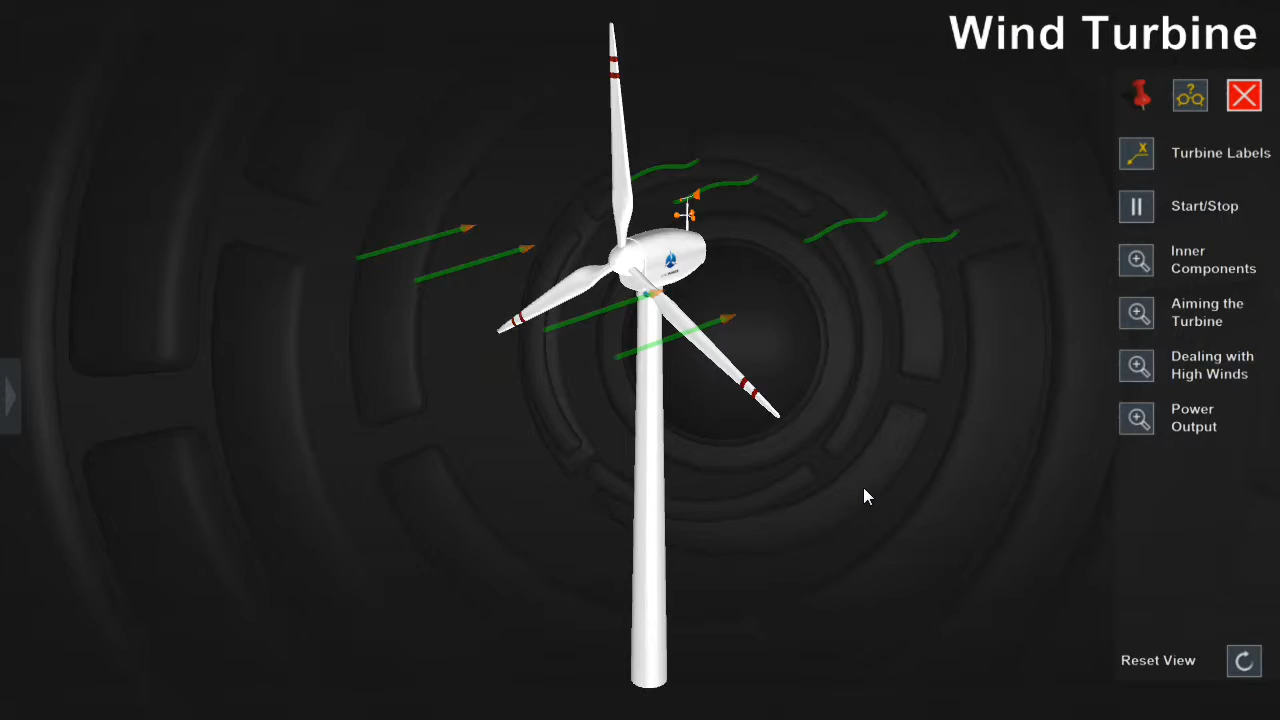 Wind Turbine
Turbine Labels
Start/Stop
Inner
Components
Aiming the
Turbine
Dealing with
High Winds
Power
Output
Reset View